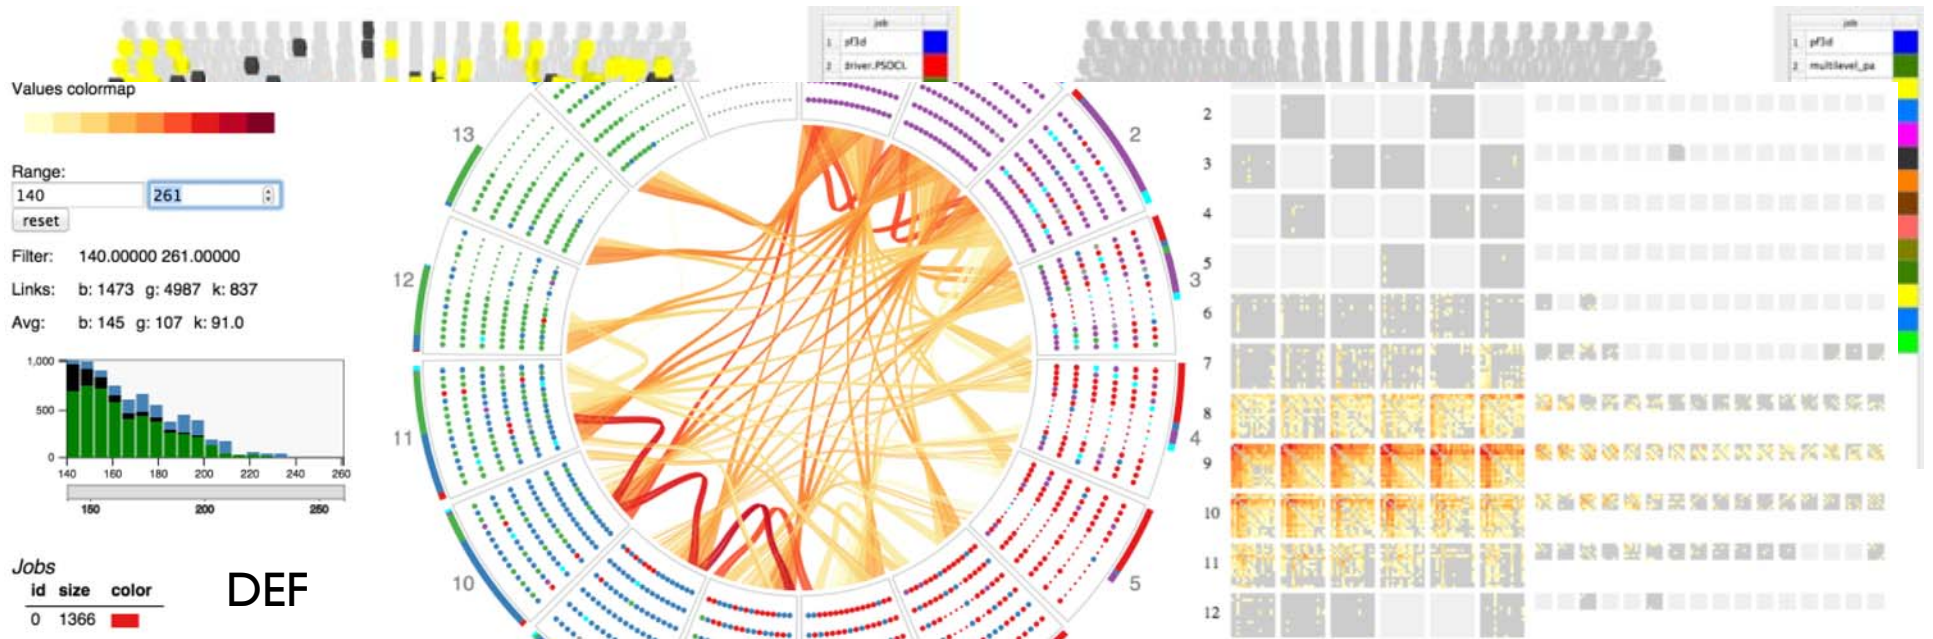 job
1 pf3d
2
job
1 pf3d
2 multilevel_pa
Values colormap
Range:
140 261
reset
Filter: 140.00000 261.00000
Links: b: 1473 g: 4987 k: 837
Avg: b: 145 g: 107 k: 91.0
1,000
500
0
140 160 180 200 220 240 260
150 200 250
Jobs
id size color
0 1366
DEF
13
12
11
10
2
3
4
5
2
3
4
5
6
7
8
9
10
11
12